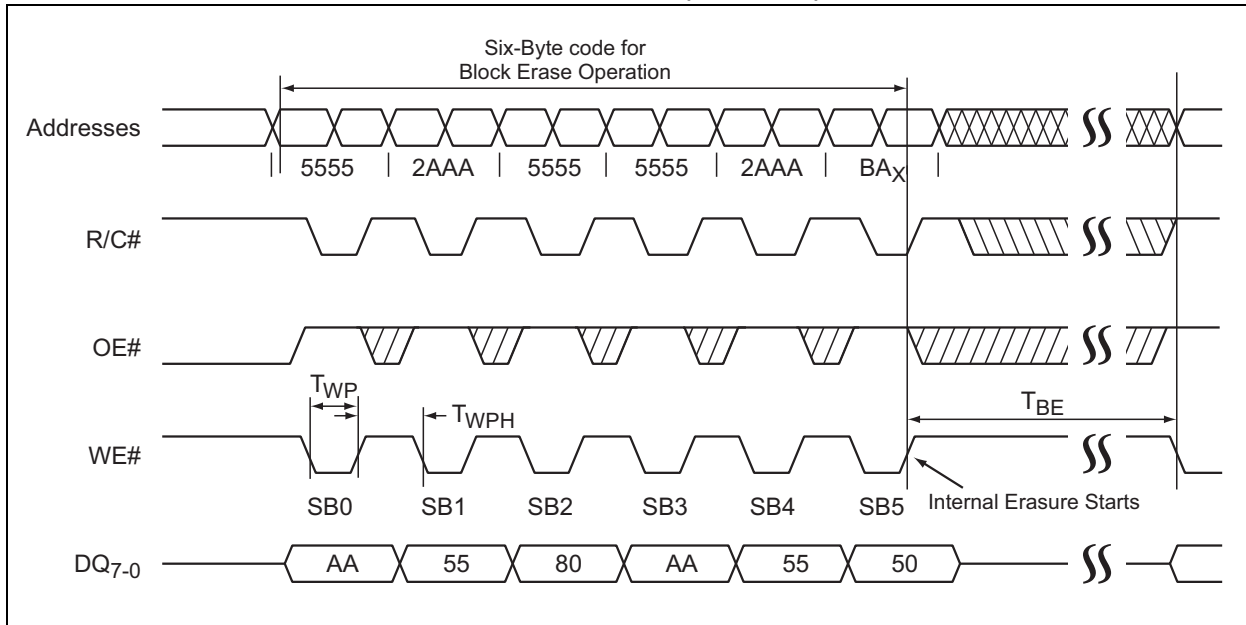 Six-Byte code for
Block Erase Operation
Addresses
5555 2AAA 5555 5555 2AAA BAX
R/C#
OE#
TWP
TWPH
TBE
WE#
Internal Erasure Starts
SB0 SB1 SB2 SB3 SB4 SB5
DQ7-0
AA 55 80 AA 55 50